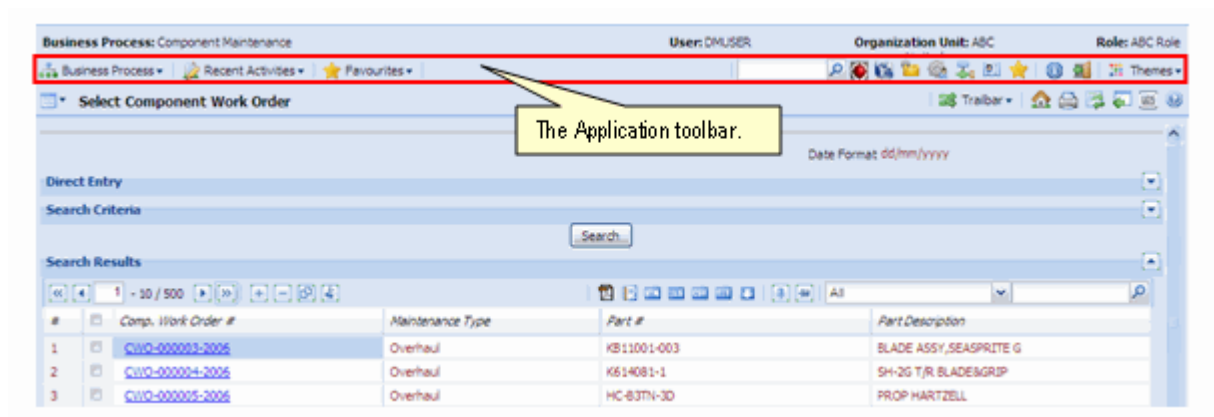 Business Process: Component Maintenance User: DMUSER Organization Unit: ABC Role: ABC Role
Business Process Recent Activities Favourites Themes
Select Component Work Order Trailbar
The Application toolbar.
Date Format dd/mm/yyyy
Direct Entry
Search Criteria
Search
Search Results
1 - 10 / 500 All
# Comp. Work Order # Maintenance Type Part # Part Description
1 CWO-000003-2006 Overhaul KB11001-003 BLADE ASSY,SEASPRITE G
2 CWO-000004-2006 Overhaul K614081-1 SH-2G T/R BLADE&GRIP
3 CWO-000005-2006 Overhaul HC-B3TN-3D PROP HARTZELL